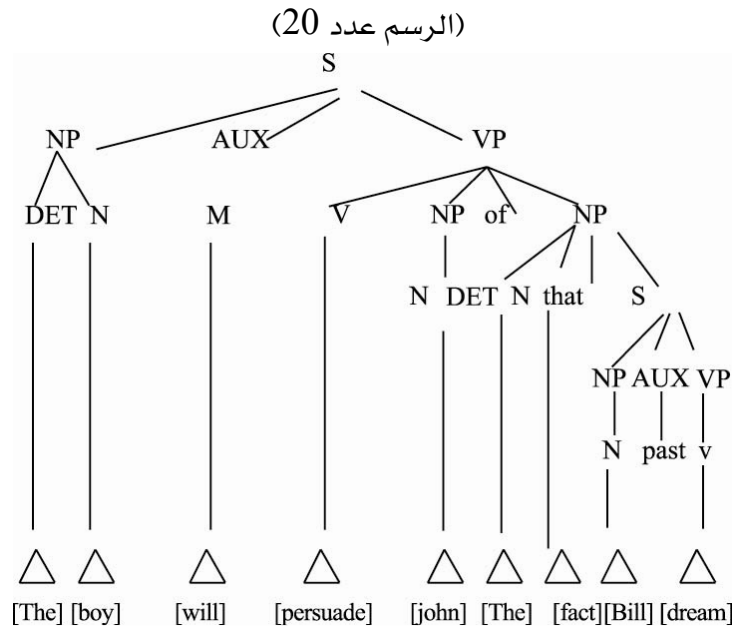 (الرسم عدد 20)
S
NP AUX VP
DET N M V NP of NP
N DET N that S
NP AUX VP
N past v
[The] [boy] [will] [persuade] [john] [The] [fact][Bill] [dream]